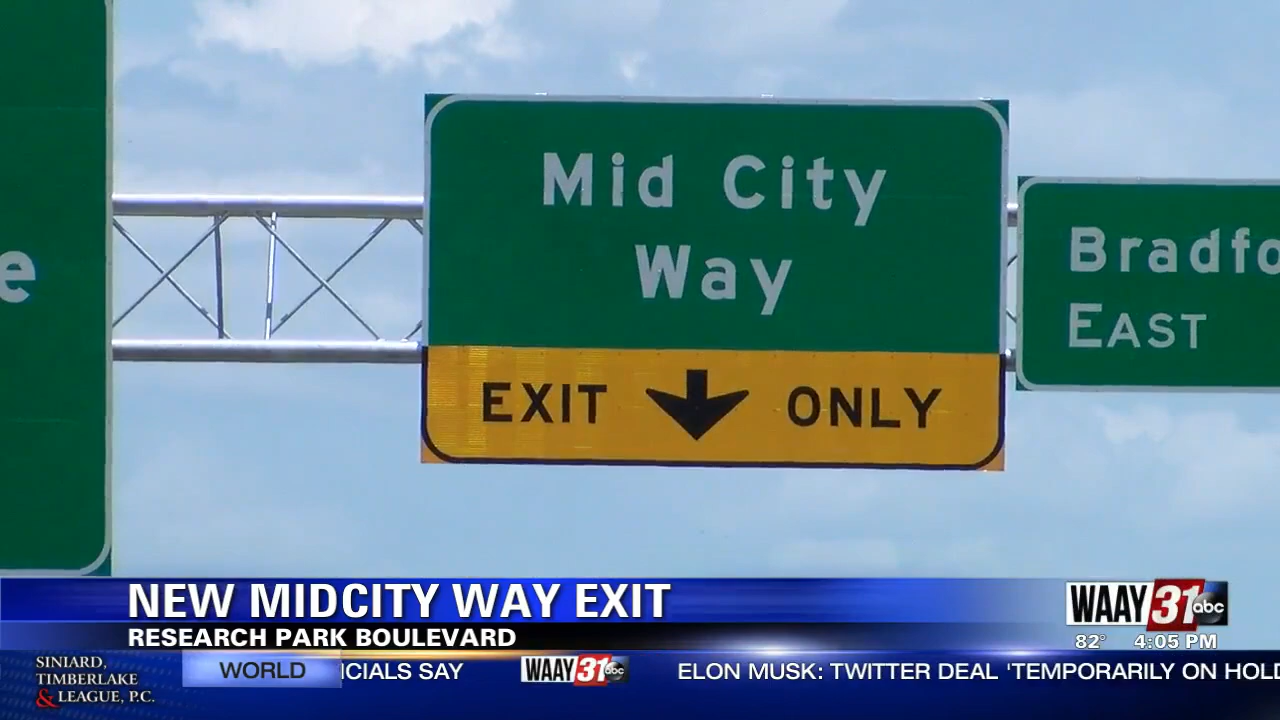 e
Mid City
Way
EXIT ONLY
Bradfo
EAST
NEW MIDCITY WAY EXIT
RESEARCH PARK BOULEVARD
WAAY 31 abc
82° 4:05 PM
SINIARD,
TIMBERLAKE
& LEAGUE, P.C.
WORLD
ICIALS SAY
WAAY 31 abc
ELON MUSK: TWITTER DEAL 'TEMPORARILY ON HOLD